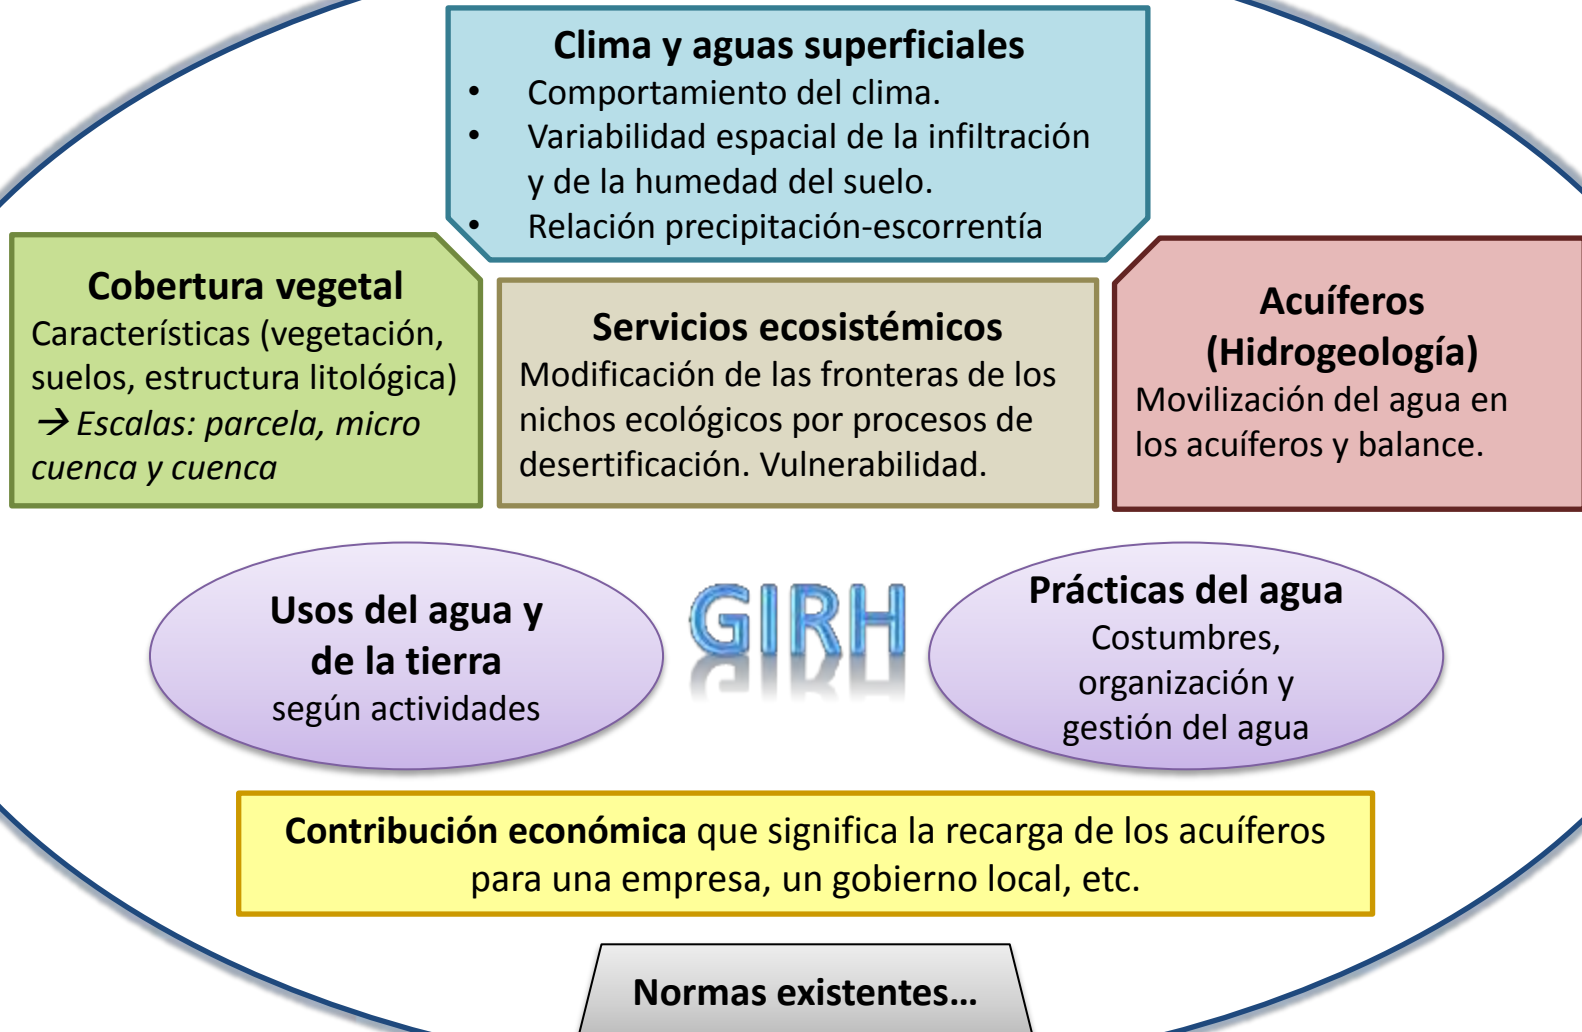 Clima y aguas superficiales
• Comportamiento del clima.
• Variabilidad espacial de la infiltración
y de la humedad del suelo.
• Relación precipitación-escorrentía
Cobertura vegetal
Características (vegetación,
suelos, estructura litológica)
→ Escalas: parcela, micro
cuenca y cuenca
Servicios ecosistémicos
Modificación de las fronteras de los
nichos ecológicos por procesos de
desertificación. Vulnerabilidad.
Acuíferos
(Hidrogeología)
Movilización del agua en
los acuíferos y balance.
Usos del agua y
de la tierra
según actividades
GIRH
Prácticas del agua
Costumbres,
organización y
gestión del agua
Contribución económica que significa la recarga de los acuíferos
para una empresa, un gobierno local, etc.
Normas existentes...